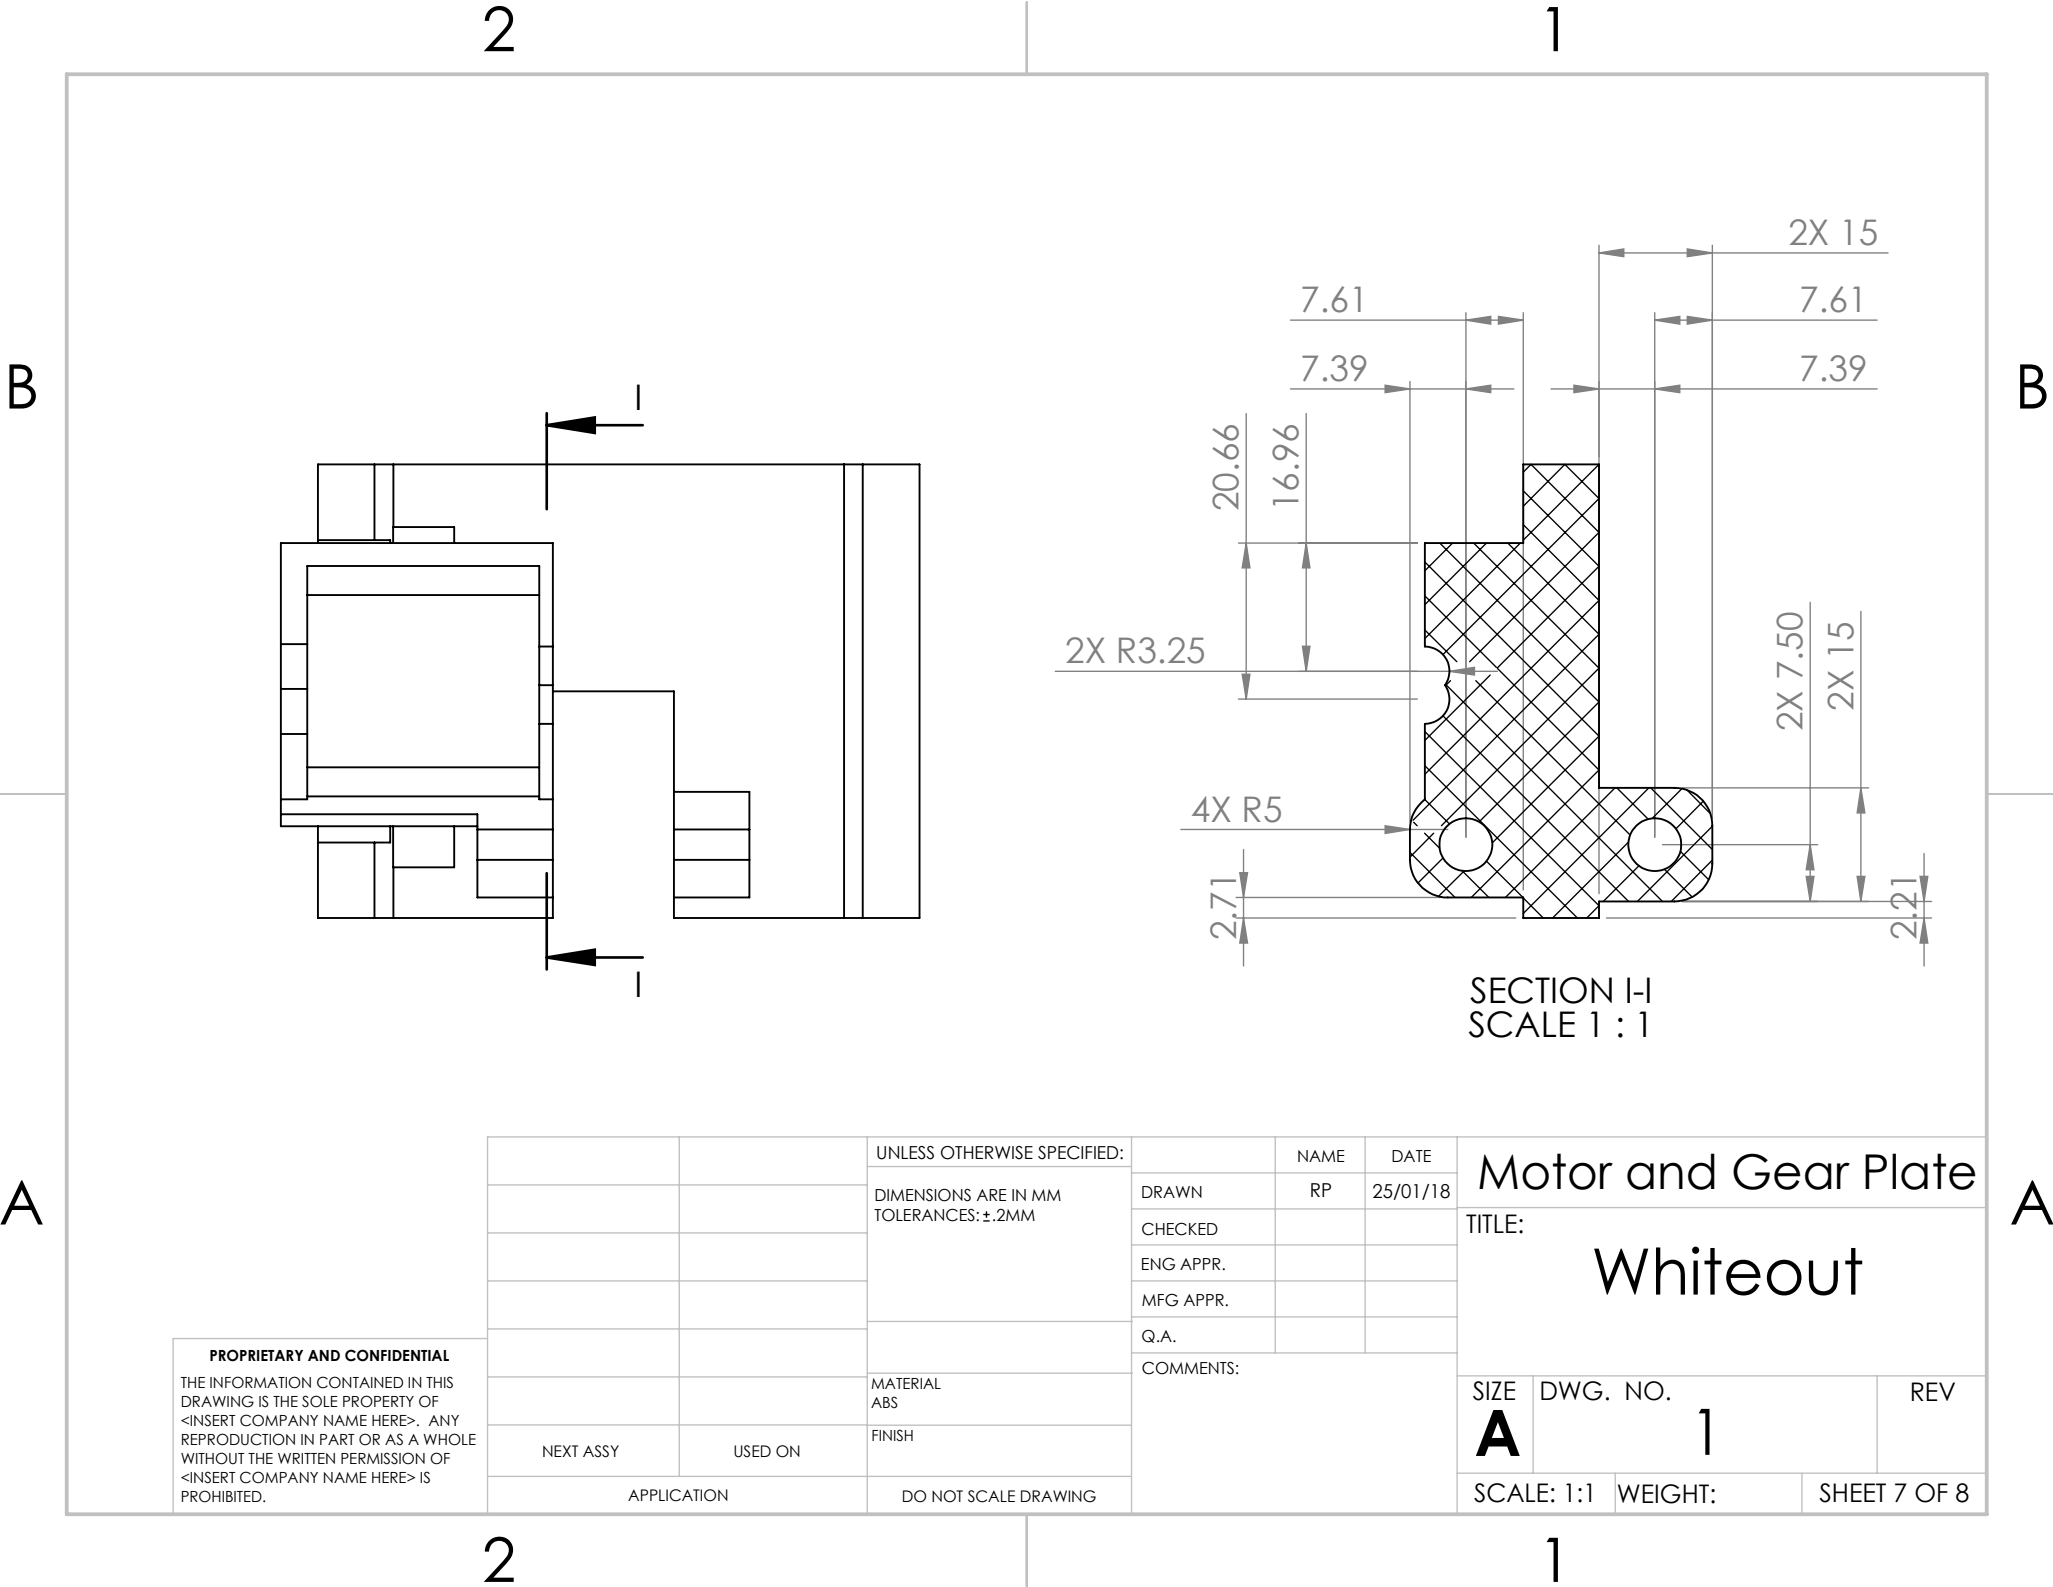 2
1
2X 15
7.61
7.61
7.39
7.39
B
B
I
20.66
16.96
2X R3.25
2X 7.50
2X 15
4X R5
2.71
2.21
I
SECTION I-I
SCALE 1 : 1
A
A
UNLESS OTHERWISE SPECIFIED:
DIMENSIONS ARE IN MM
TOLERANCES:±.2MM
MATERIAL
ABS
FINISH
DO NOT SCALE DRAWING
NAME
DATE
DRAWN
RP
25/01/18
CHECKED
ENG APPR.
MFG APPR.
Q.A.
COMMENTS:
Motor and Gear Plate
TITLE:
Whiteout
SIZE
A
DWG. NO.
1
REV
SCALE: 1:1
WEIGHT:
SHEET 7 OF 8
PROPRIETARY AND CONFIDENTIAL
THE INFORMATION CONTAINED IN THIS
DRAWING IS THE SOLE PROPERTY OF
<INSERT COMPANY NAME HERE>. ANY
REPRODUCTION IN PART OR AS A WHOLE
WITHOUT THE WRITTEN PERMISSION OF
<INSERT COMPANY NAME HERE> IS
PROHIBITED.
NEXT ASSY
USED ON
APPLICATION
2
1